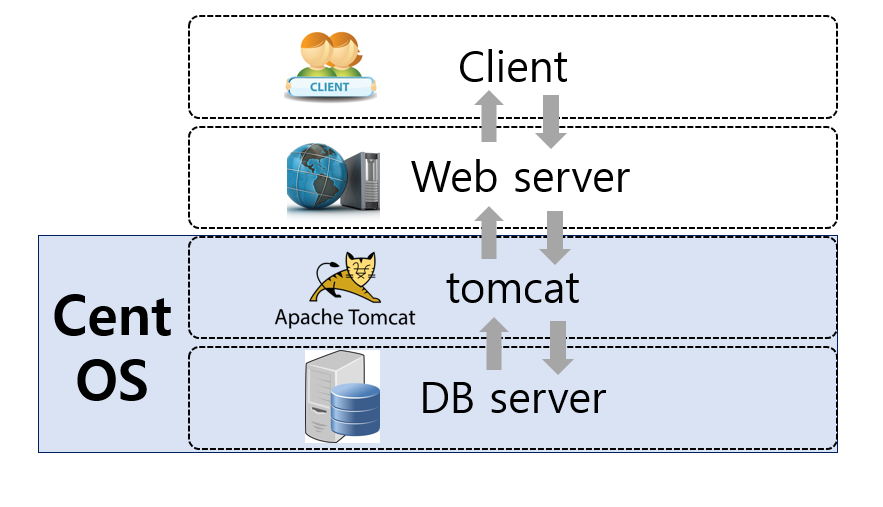 CLIENT
Client
Web server
Cent
OS
Apache Tomcat
tomcat
DB server